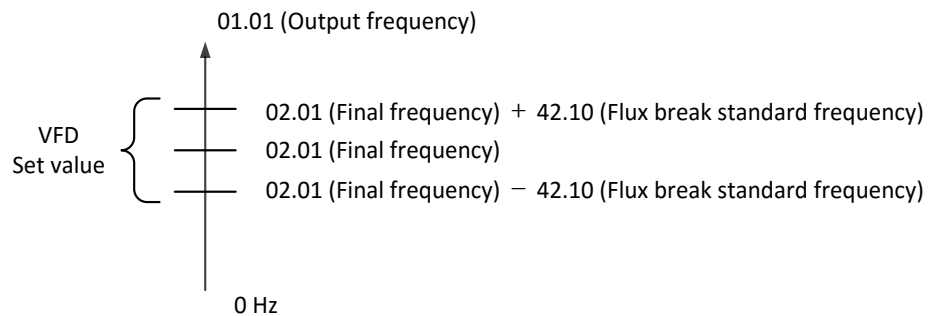 01.01 (Output frequency)
02.01 (Final frequency) + 42.10 (Flux break standard frequency)
VFD
Set value
02.01 (Final frequency)
02.01 (Final frequency) − 42.10 (Flux break standard frequency)
0 Hz